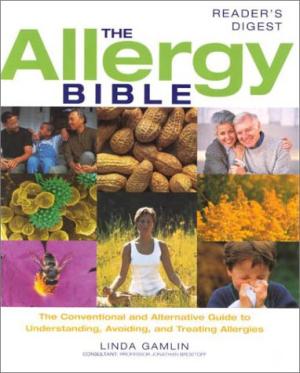 READER'S
DIGEST
THE
Allergy
BIBLE
The Conventional and Alternative Guide to
Understanding, Avoiding, and Treating Allergies
LINDA GAMLIN
CONSULTANT: PROFESSOR JONATHAN BROSTOFF